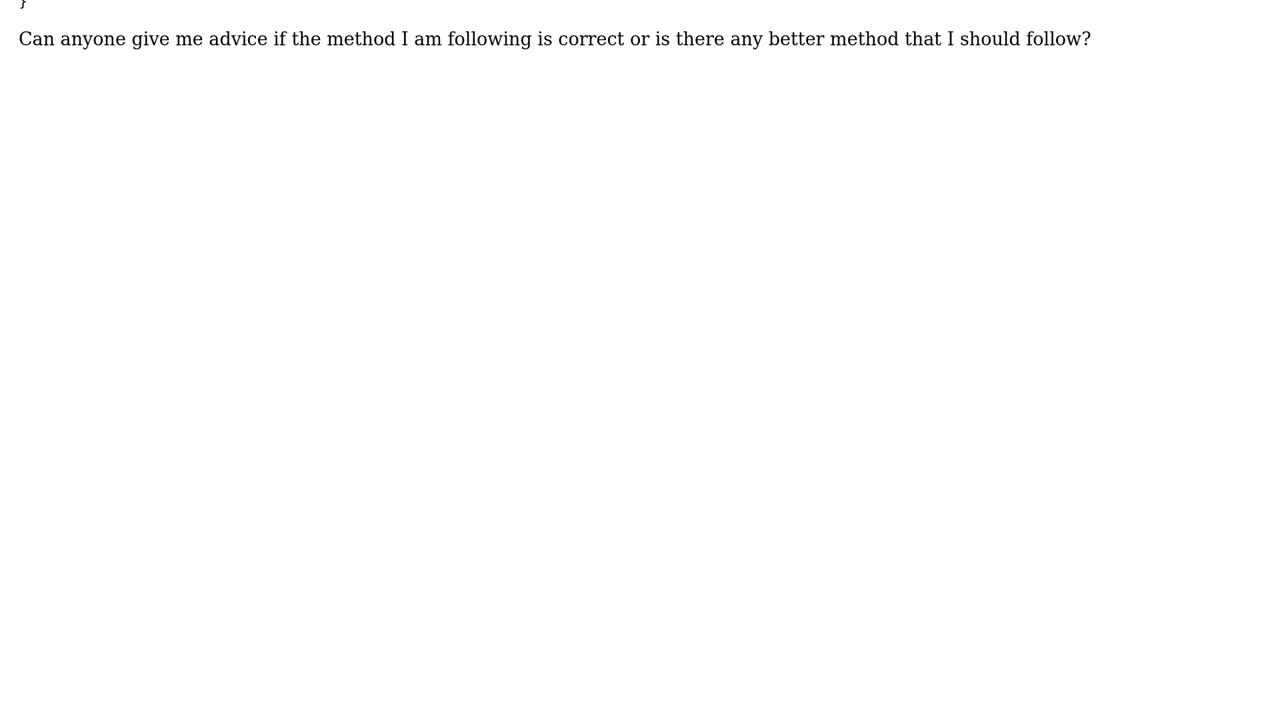 }
Can anyone give me advice if the method I am following is correct or is there any better method that I should follow?